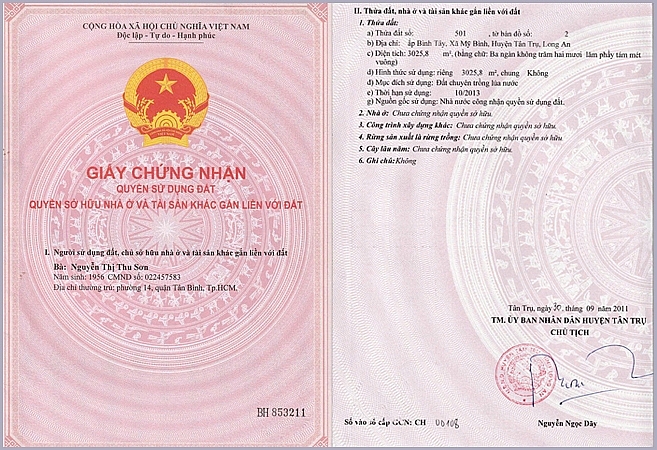 CỘNG HÒA XÃ HỘI CHỦ NGHĨA VIỆT NAM
Độc lập - Tự do - Hạnh phúc
GIẤY CHỨNG NHẬN
QUYỀN SỬ DỤNG ĐẤT
QUYỀN SỞ HỮU NHÀ Ở VÀ TÀI SẢN KHÁC GẮN LIỀN VỚI ĐẤT
I. Người sử dụng đất, chủ sở hữu nhà ở và tài sản khác gắn liền với đất
Bà: Nguyễn Thị Thu Sơn
Năm sinh: 1956 CMND số: 022457583
Địa chỉ thường trú: phường 14, quận Tân Bình, Tp.HCM.
BH 853211
II. Thửa đất, nhà ở và tài sản khác gắn liền với đất
1. Thửa đất:
a) Thửa đất số: 501 , tờ bản đồ số: 2
b) Địa chỉ: ấp Bình Tây, Xã Mỹ Bình, Huyện Tân Trụ, Long An
c) Diện tích: 3025,8 m², (bằng chữ: Ba ngàn không trăm hai mươi lăm phẩy tám mét
vuông)
d) Hình thức sử dụng: riêng 3025,8 m², chung Không
đ) Mục đích sử dụng: Đất chuyên trồng lúa nước
e) Thời hạn sử dụng: 10/2013
g) Nguồn gốc sử dụng: Nhà nước công nhận quyền sử dụng đất.
2. Nhà ở: Chưa chứng nhận quyền sở hữu.
3. Công trình xây dựng khác: Chưa chứng nhận quyền sở hữu.
4. Rừng sản xuất là rừng trồng: Chưa chứng nhận quyền sở hữu.
5. Cây lâu năm: Chưa chứng nhận quyền sở hữu.
6. Ghi chú: Không
Tân Trụ, ngày 20 tháng 09 năm 2011
TM. ỦY BAN NHÂN DÂN HUYỆN TÂN TRỤ
CHỦ TỊCH
Số vào sổ cấp GCN: CH 00108
Nguyễn Ngọc Dãy